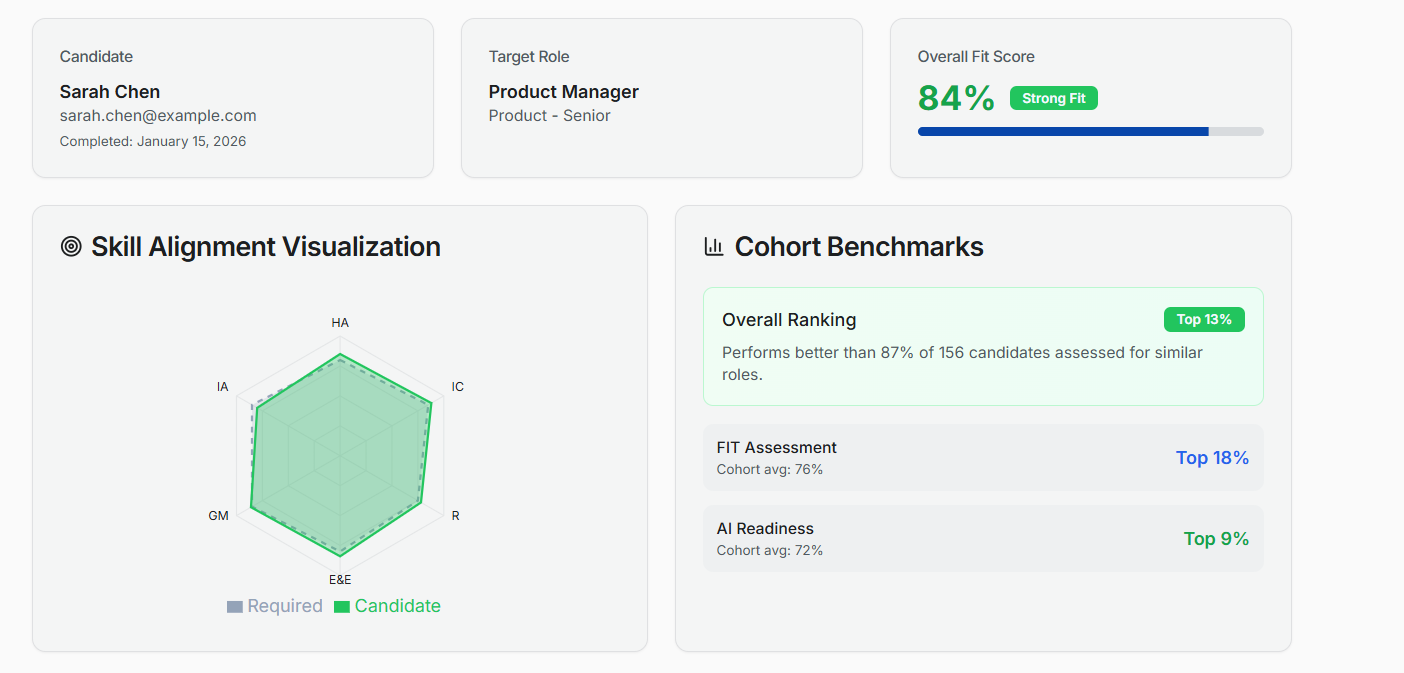 Candidate
Sarah Chen
sarah.chen@example.com
Completed: January 15, 2026
Target Role
Product Manager
Product - Senior
Overall Fit Score
84%
Strong Fit
Skill Alignment Visualization
HA
IA
IC
GM
R
E&E
Required
Candidate
Cohort Benchmarks
Overall Ranking
Top 13%
Performs better than 87% of 156 candidates assessed for similar
roles.
FIT Assessment
Cohort avg: 76%
Top 18%
AI Readiness
Cohort avg: 72%
Top 9%